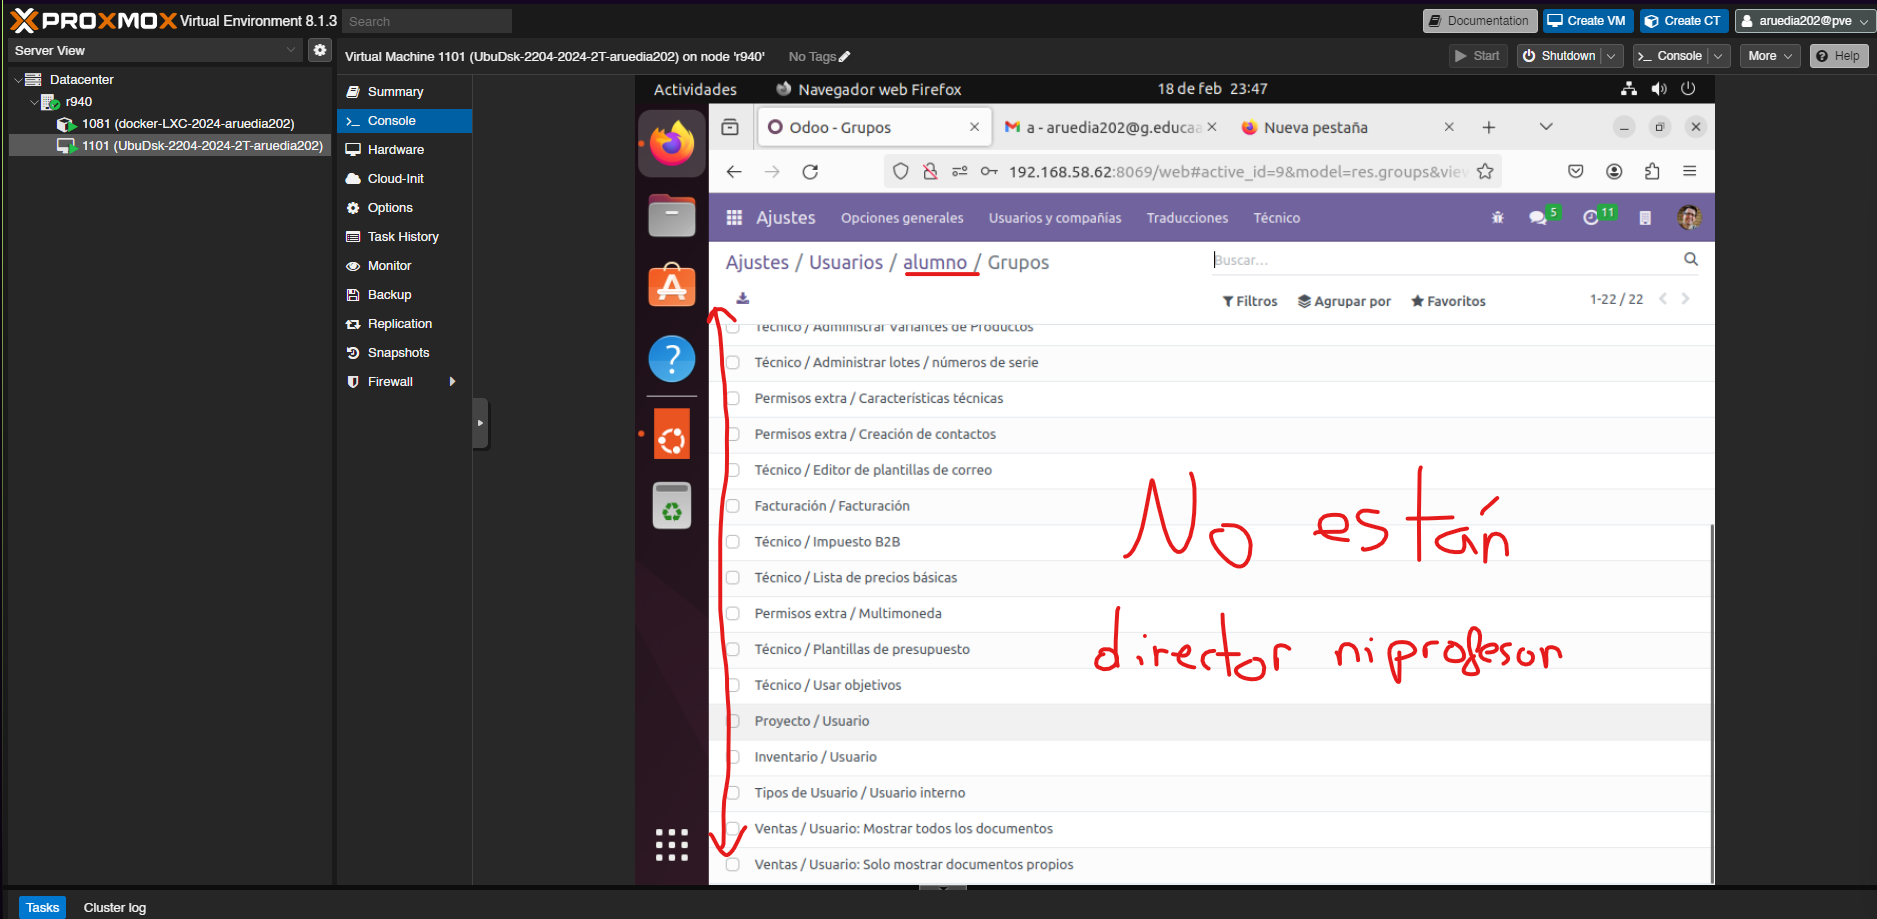 PROXMOX Virtual Environment 8.1.3 Search
Documentation Create VM Create CT aruedia202@pve
Server View
Datacenter
r940
1081 (docker-LXC-2024-aruedia202)
1101 (UbuDsk-2204-2024-2T-aruedia202)
Virtual Machine 1101 (UbuDsk-2204-2024-2T-aruedia202) on node 'r940' No Tags
Start Shutdown Console More Help
Summary
Console
Hardware
Cloud-Init
Options
Task History
Monitor
Backup
Replication
Snapshots
Firewall
Actividades Navegador web Firefox 18 de feb 23:47
Odoo - Grupos a - aruedia202@g.educaa Nueva pestaña
192.168.58.62:8069/web#active_id=9&model=res.groups&view
Ajustes Opciones generales Usuarios y compañías Traducciones Técnico 5 11
Ajustes / Usuarios / alumno / Grupos Buscar...
Filtros Agrupar por Favoritos 1-22 / 22
Técnico / Administrar Variantes de Productos
Técnico / Administrar lotes / números de serie
Permisos extra / Características técnicas
Permisos extra / Creación de contactos
Técnico / Editor de plantillas de correo
Facturación / Facturación
Técnico / Impuesto B2B
Técnico / Lista de precios básicas
Permisos extra / Multimoneda
Técnico / Plantillas de presupuesto
Técnico / Usar objetivos
Proyecto / Usuario
Inventario / Usuario
Tipos de Usuario / Usuario interno
Ventas / Usuario: Mostrar todos los documentos
Ventas / Usuario: Solo mostrar documentos propios
No están
director ni profesor
Tasks Cluster log